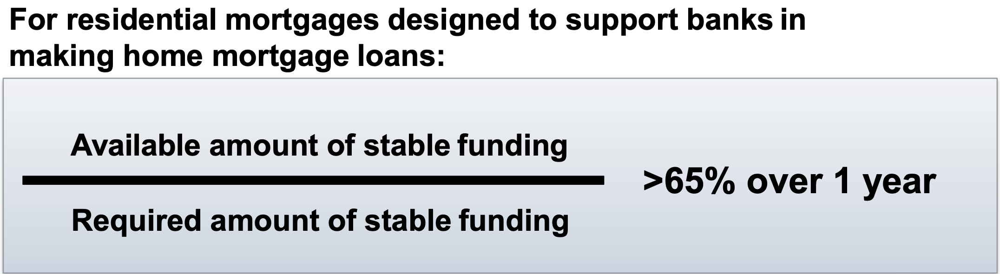 For residential mortgages designed to support banks in
making home mortgage loans:
Available amount of stable funding
>65% over 1 year
Required amount of stable funding